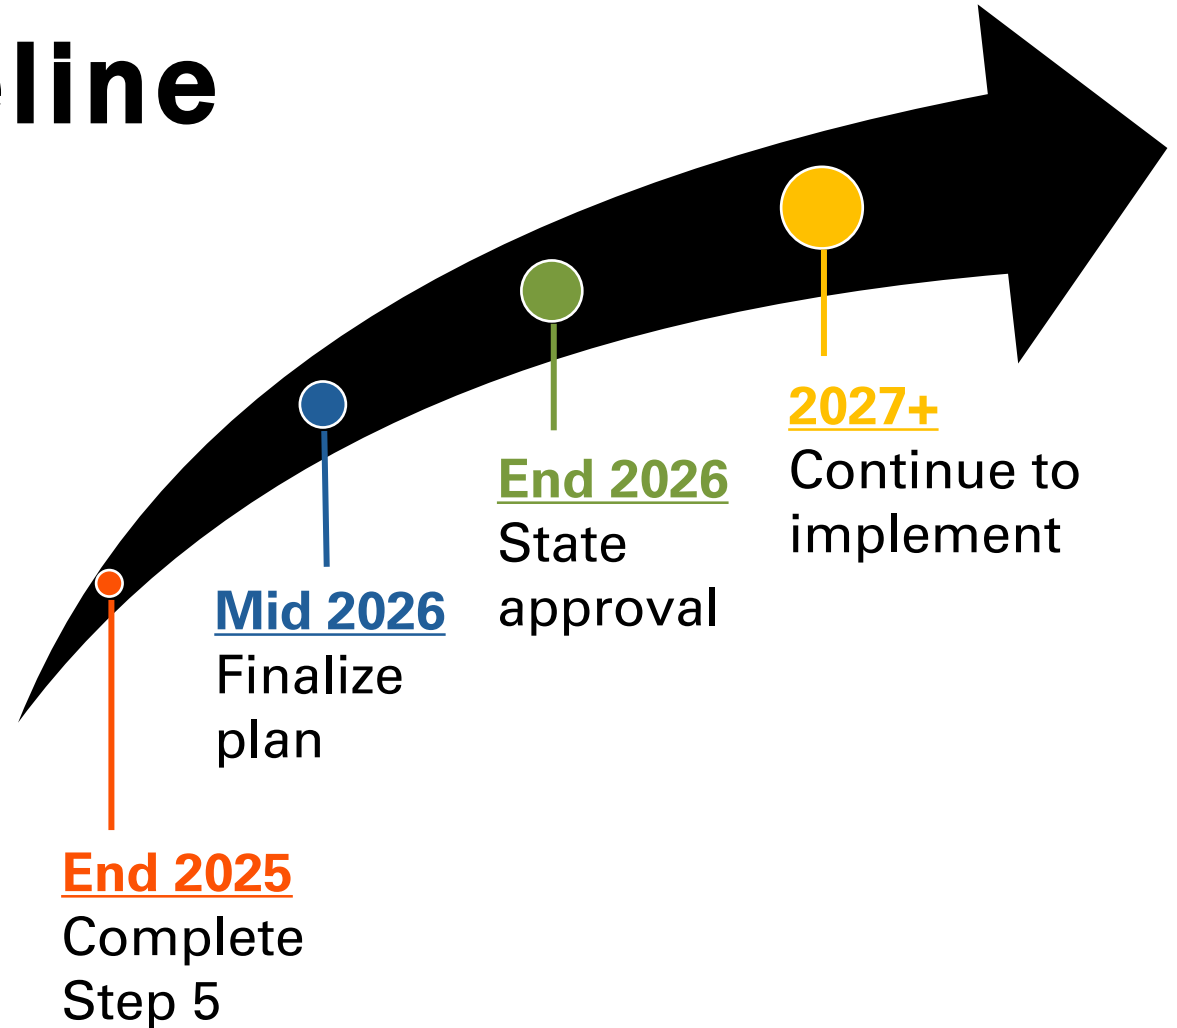 eline
End 2025
Complete
Step 5
Mid 2026
Finalize
plan
End 2026
State
approval
2027+
Continue to
implement